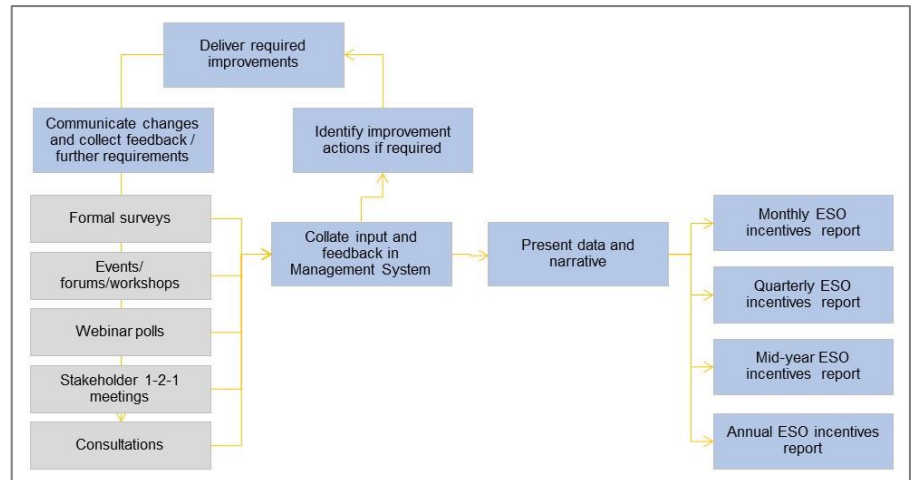 Deliver required
improvements
Communicate changes
and collect feedback /
further requirements
Identify improvement
actions if required
Formal surveys
Events/
forums/workshops
Webinar polls
Stakeholder 1-2-1
meetings
Consultations
Collate input and
feedback in
Management System
Present data and
narrative
Monthly ESO
incentives report
Quarterly ESO
incentives report
Mid-year ESO
incentives report
Annual ESO incentives
report